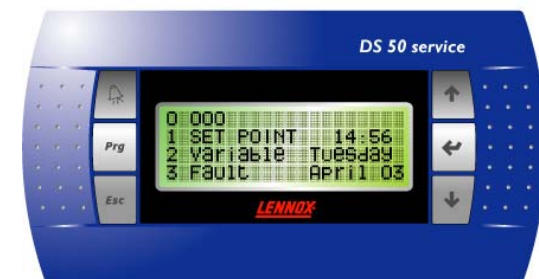 DS 50 service
0 000
1 SET POINT 14:56
Prg
2 Variable Tuesday
3 Fault April 03
Esc
LENNOX